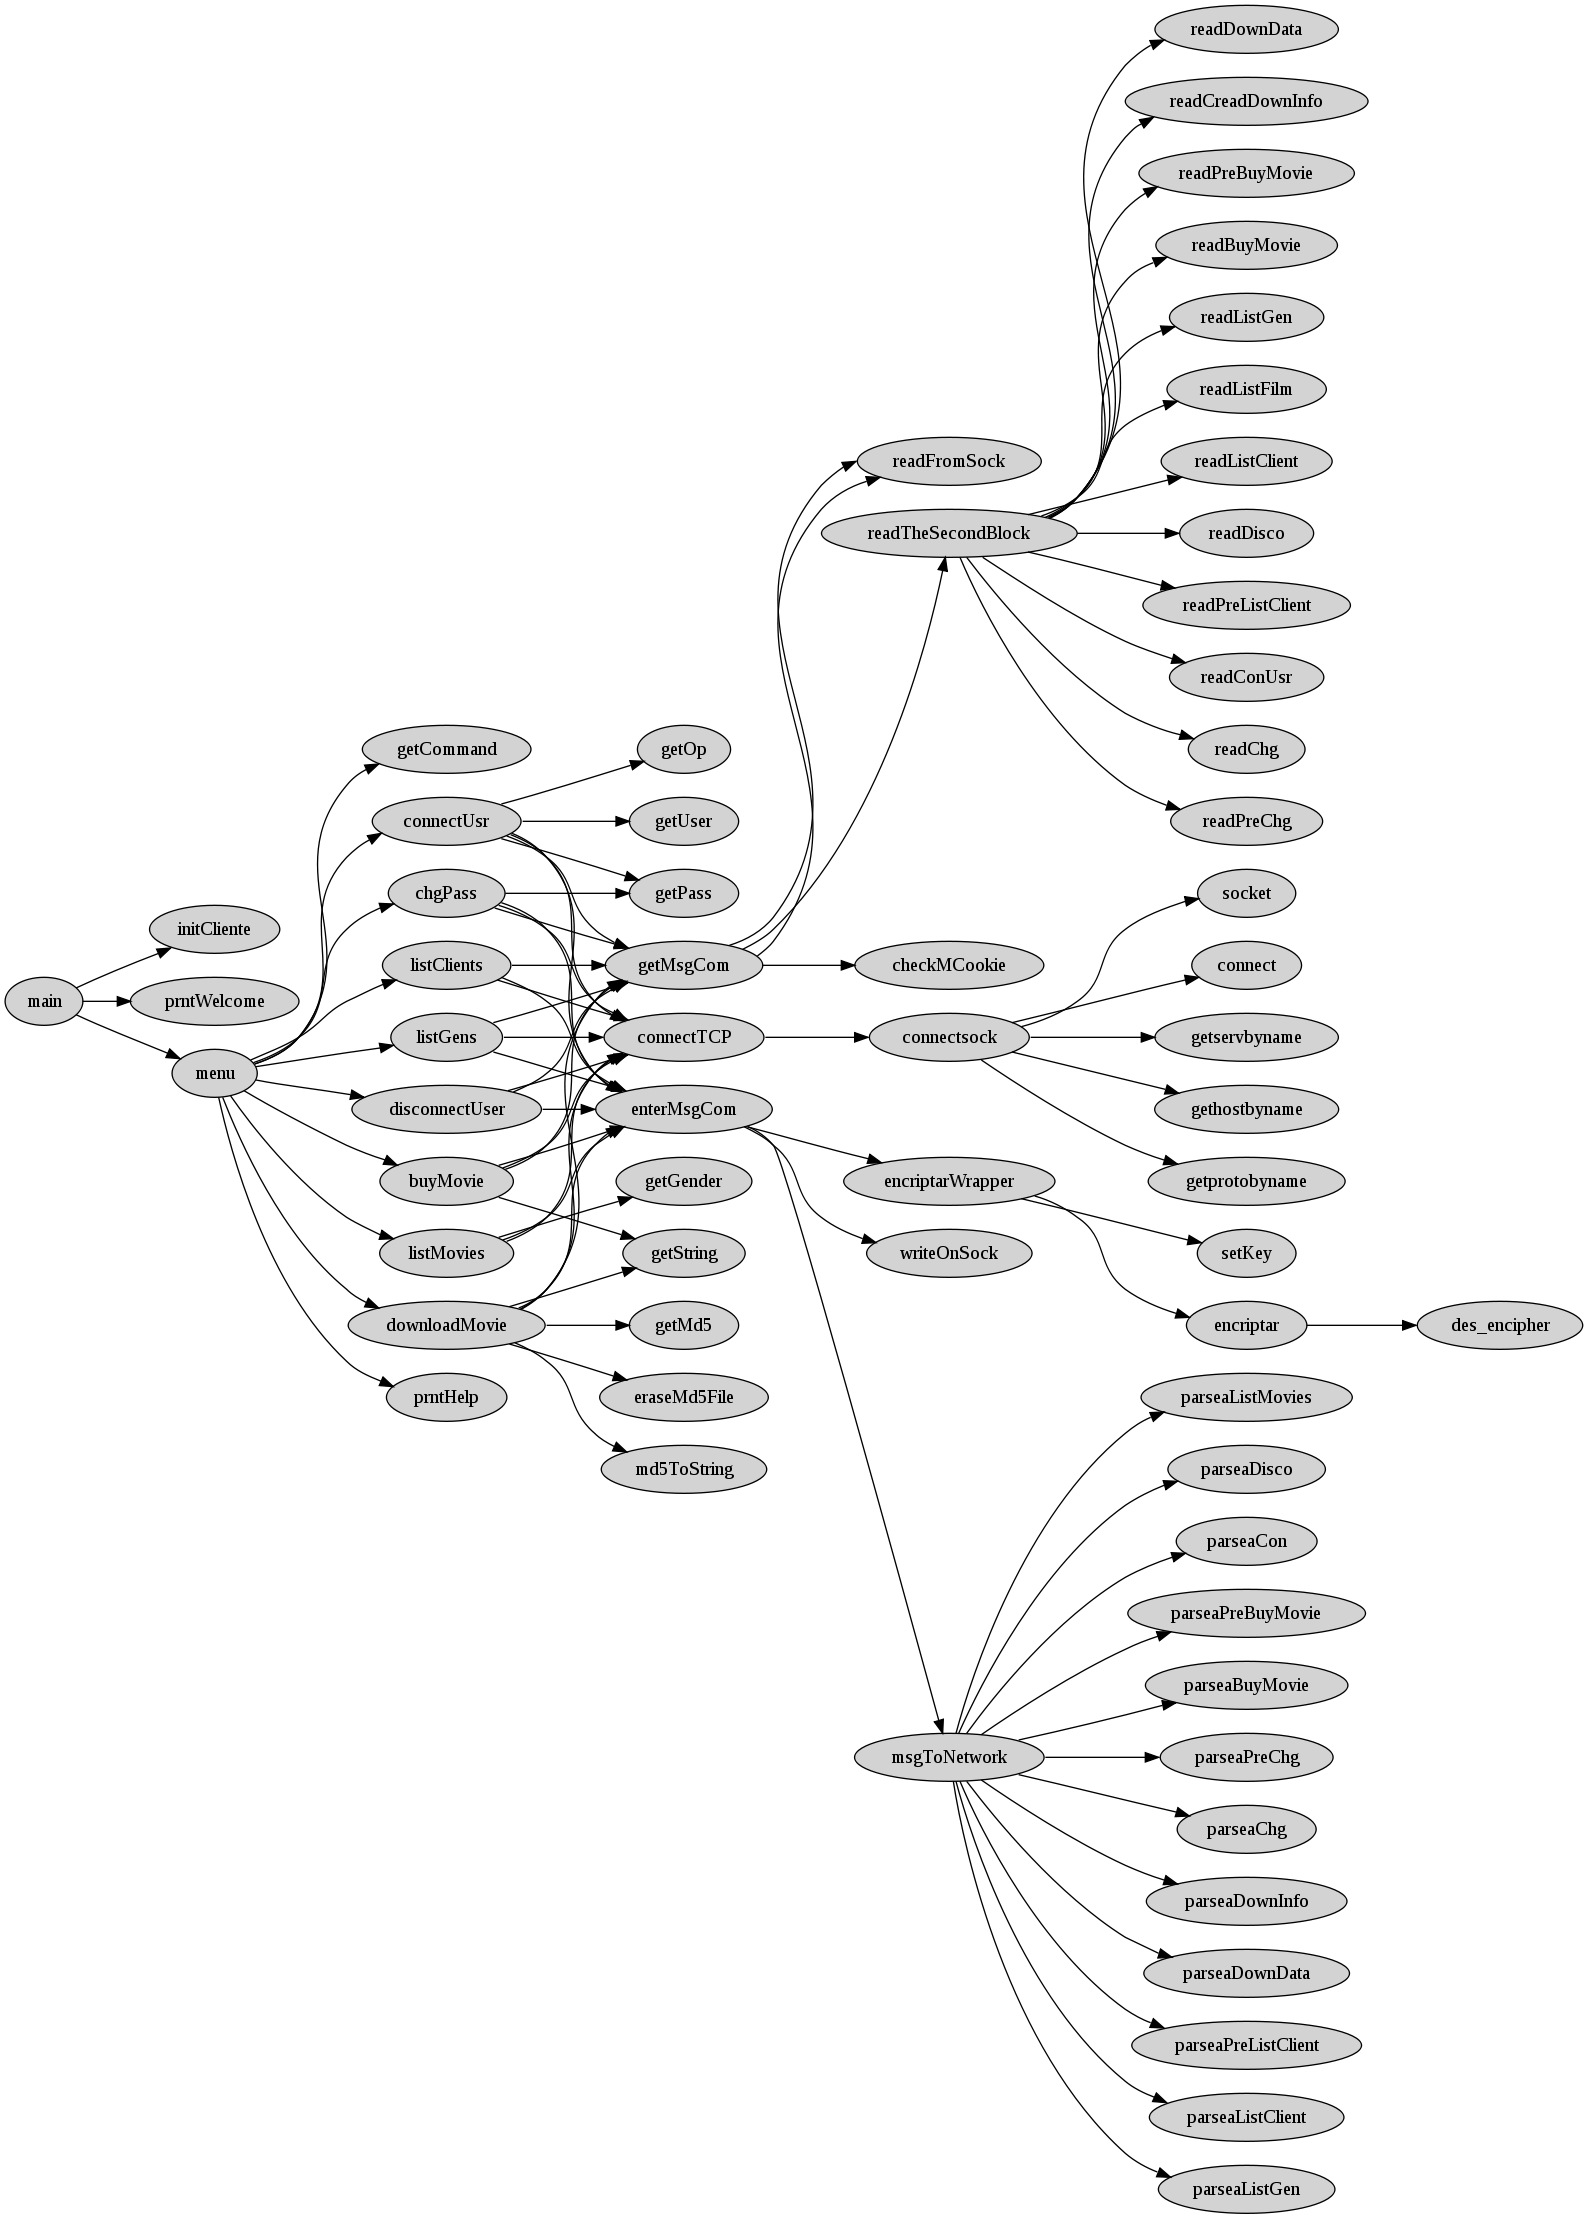 main
initCliente
prntWelcome
menu
getCommand
connectUsr
chgPass
listClients
listGens
disconnectUser
buyMovie
listMovies
downloadMovie
prntHelp
getOp
getUser
getPass
getMsgCom
connectTCP
enterMsgCom
getGender
getString
getMd5
eraseMd5File
md5ToString
readFromSock
readTheSecondBlock
checkMCookie
connectsock
encriptarWrapper
writeOnSock
msgToNetwork
readDownData
readCreadDownInfo
readPreBuyMovie
readBuyMovie
readListGen
readListFilm
readListClient
readDisco
readPreListClient
readConUsr
readChg
readPreChg
socket
connect
getservbyname
gethostbyname
getprotobyname
setKey
encriptar
parseaListMovies
parseaDisco
parseaCon
parseaPreBuyMovie
parseaBuyMovie
parseaPreChg
parseaChg
parseaDownInfo
parseaDownData
parseaPreListClient
parseaListClient
parseaListGen
des_encipher